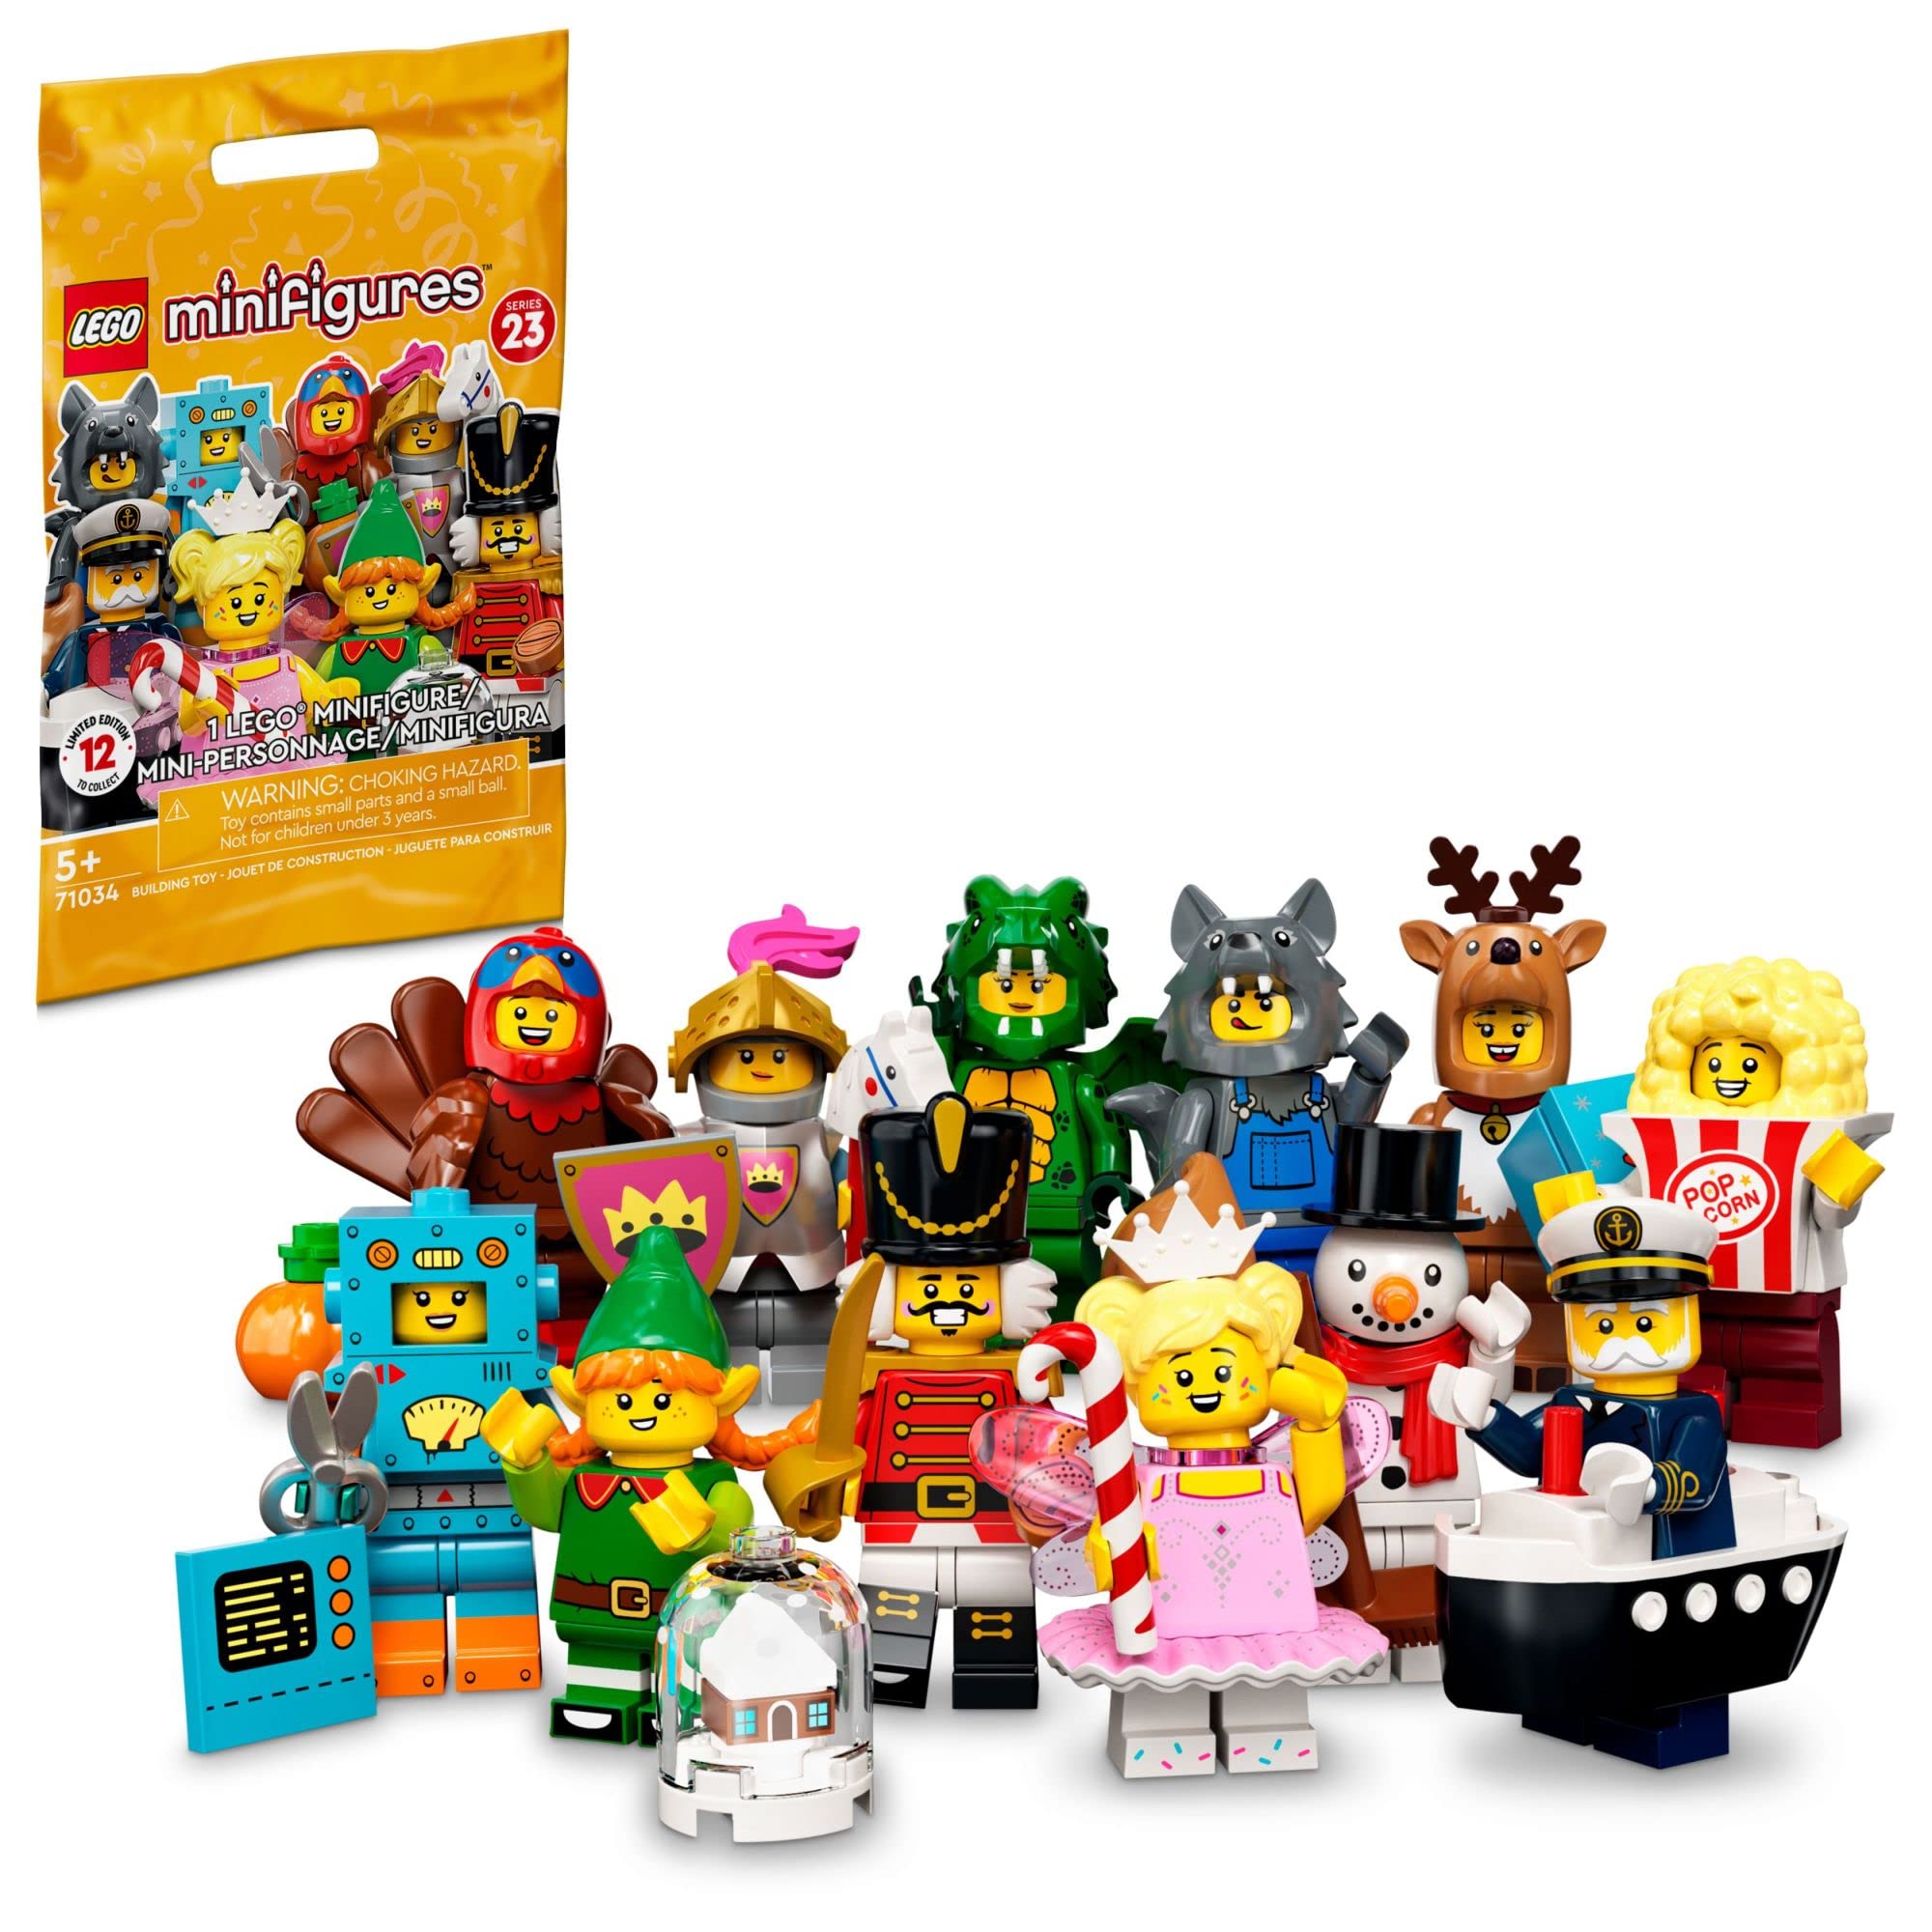 LEGO
minifigures™
SERIES
23
LIMITED EDITION
12
TO COLLECT
1 LEGO® MINIFIGURE/
MINI-PERSONNAGE/MINIFIGURA
WARNING: CHOKING HAZARD.
Toy contains small parts and a small ball.
Not for children under 3 years.
5+
71034
BUILDING TOY - JOUET DE CONSTRUCTION - JUGUETE PARA CONSTRUIR
POP
CORN